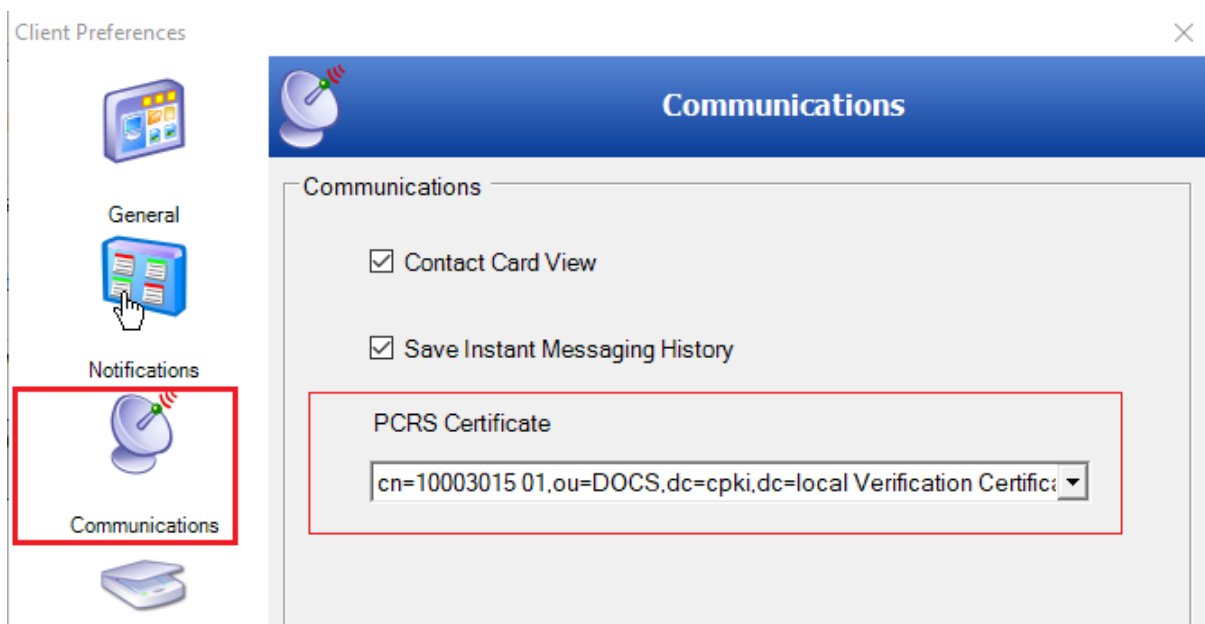 Client Preferences
Communications
General
Notifications
Communications
Communications
Contact Card View
Save Instant Messaging History
PCRS Certificate
cn=10003015 01,ou=DOCS,dc=cpki,dc=local Verification Certifica